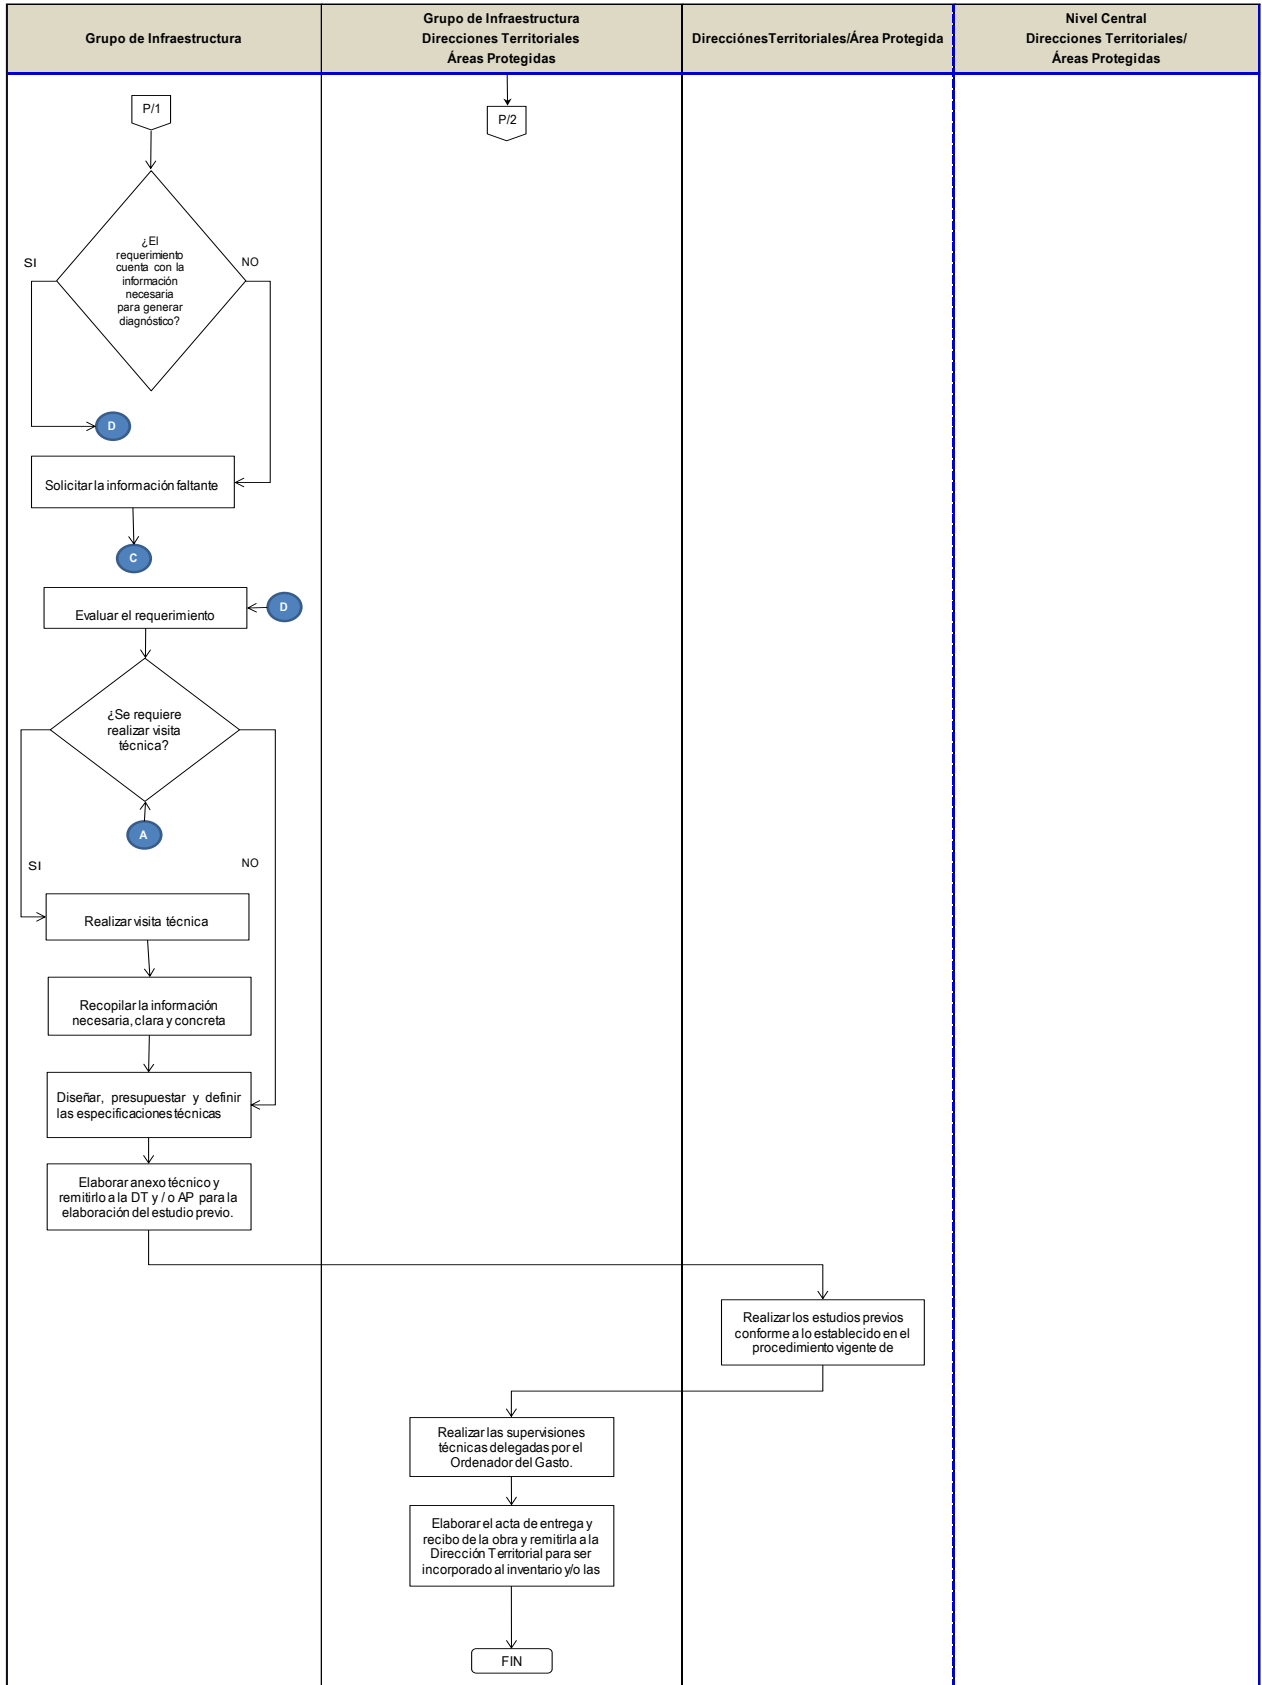 Grupo de Infraestructura
Grupo de Infraestructura
Direcciones Territoriales
Áreas Protegidas
DirecciónesTerritoriales/Área Protegida
Nivel Central
Direcciones Territoriales/
Áreas Protegidas
P/1
P/2
¿El
requerimiento
cuenta con la
información
necesaria
para generar
diagnóstico?
SI
NO
D
Solicitar la información faltante
C
Evaluar el requerimiento
D
¿Se requiere
realizar visita
técnica?
A
SI
NO
Realizar visita técnica
Recopilar la información
necesaria, clara y concreta
Diseñar, presupuestar y definir
las especificaciones técnicas
Elaborar anexo técnico y
remitirlo a la DT y / o AP para la
elaboración del estudio previo.
Realizar los estudios previos
conforme a lo establecido en el
procedimiento vigente de
Realizar las supervisiones
técnicas delegadas por el
Ordenador del Gasto.
Elaborar el acta de entrega y
recibo de la obra y remitirla a la
Dirección Territorial para ser
incorporado al inventario y/o las
FIN